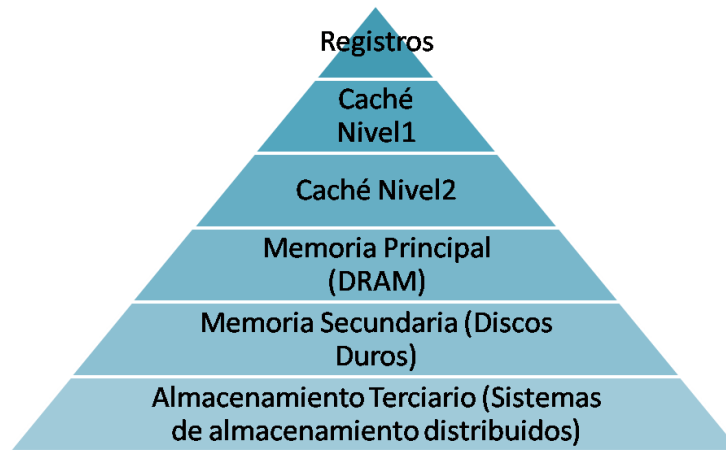 Registros
Caché
Nivel1
Caché Nivel2
Memoria Principal
(DRAM)
Memoria Secundaria (Discos
Duros)
Almacenamiento Terciario (Sistemas
de almacenamiento distribuidos)